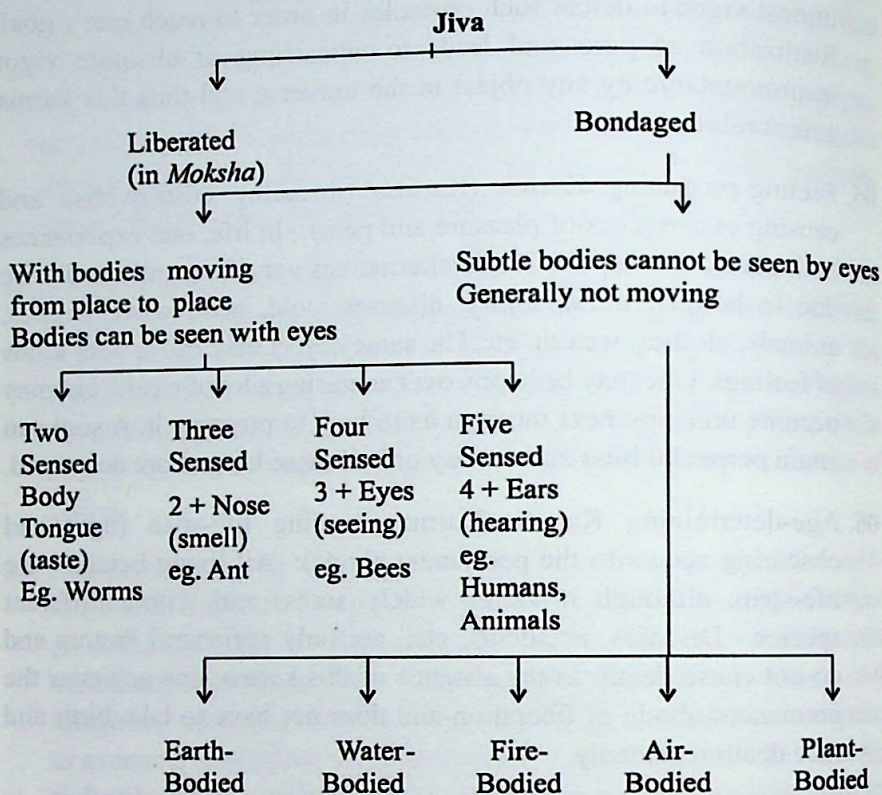 Jiva
Liberated
(in Moksha)
Bondaged
With bodies moving
from place to place
Bodies can be seen with eyes
Subtle bodies cannot be seen by eyes
Generally not moving
Two
Sensed
Body
Tongue
(taste)
Eg. Worms
Three
Sensed
2 + Nose
(smell)
eg. Ant
Four
Sensed
3 + Eyes
(seeing)
eg. Bees
Five
Sensed
4 + Ears
(hearing)
eg.
Humans,
Animals
Earth-
Bodied
Water-
Bodied
Fire-
Bodied
Air-
Bodied
Plant-
Bodied